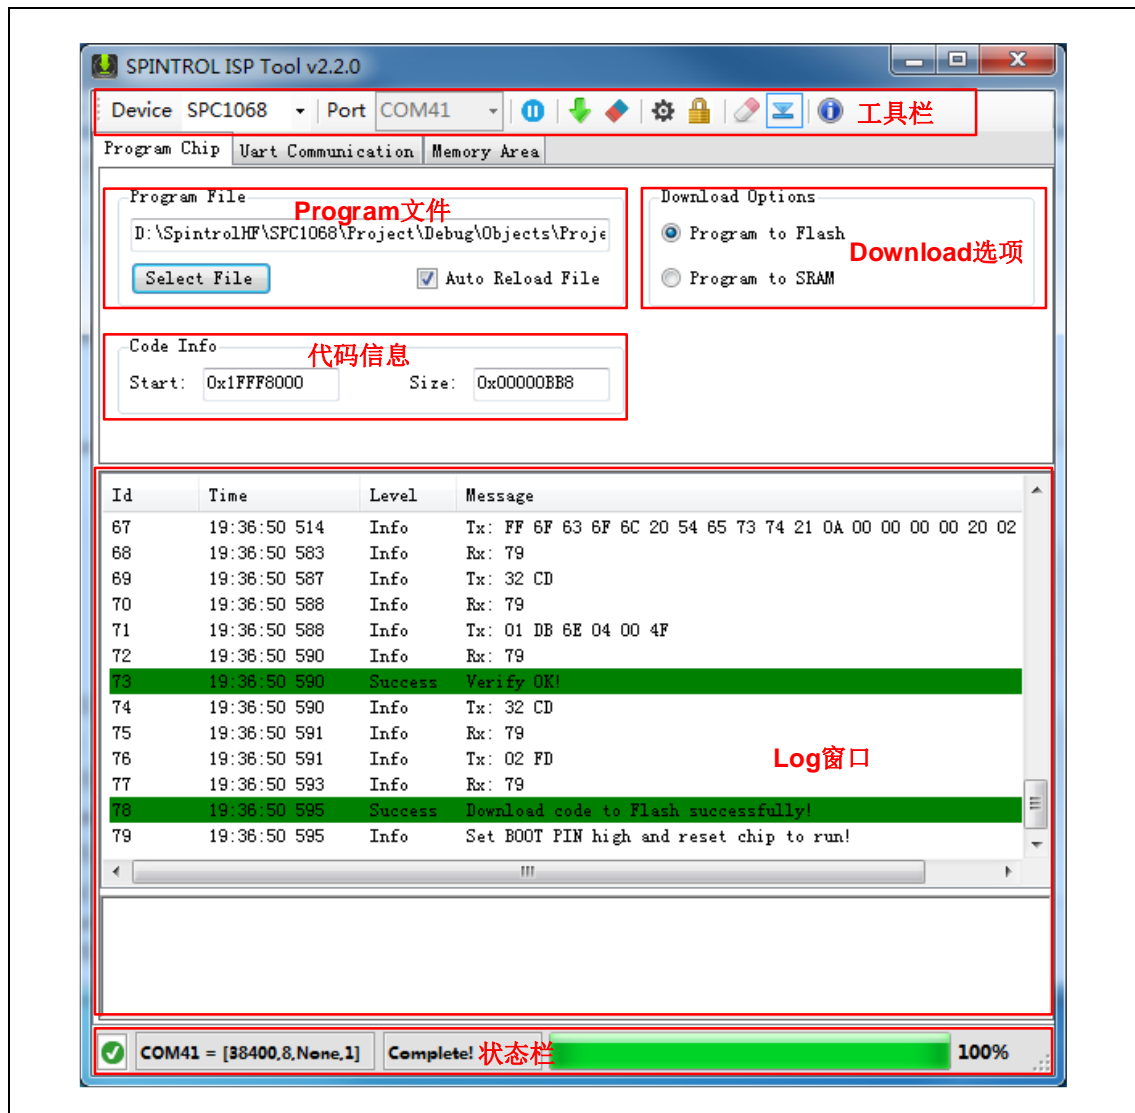 SPINTROL ISP Tool v2.2.0
Device SPC1068 Port COM41 工具栏
Program Chip Uart Communication Memory Area
Program File Download Options
Program文件
D:\SpintrolHF\SPC1068\Project\Debug\Objects\Proje Program to Flash
Download选项
Select File Auto Reload File Program to SRAM
Code Info
代码信息
Start: 0x1FFF8000 Size: 0x00000BB8
Id Time Level Message
67 19:36:50 514 Info Tx: FF 6F 63 6F 6C 20 54 65 73 74 21 0A 00 00 00 00 20 02
68 19:36:50 583 Info Rx: 79
69 19:36:50 587 Info Tx: 32 CD
70 19:36:50 588 Info Rx: 79
71 19:36:50 588 Info Tx: 01 DB 6E 04 00 4F
72 19:36:50 590 Info Rx: 79
73 19:36:50 590 Success Verify OK!
74 19:36:50 590 Info Tx: 32 CD
75 19:36:50 591 Info Rx: 79
76 19:36:50 591 Info Tx: 02 FD
Log窗口
77 19:36:50 593 Info Rx: 79
78 19:36:50 595 Success Download code to Flash successfully!
79 19:36:50 595 Info Set BOOT PIN high and reset chip to run!
COM41 = [38400,8,None,1] Complete! 状态栏 100%